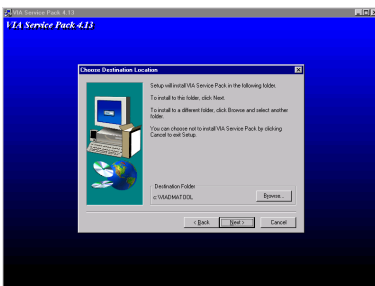 VIA Service Pack 4.13
VIA Service Pack 4.13
Choose Destination Location
Setup will install VIA Service Pack in the following folder.
To install to this folder, click Next.
To install to a different folder, click Browse and select another
folder.
You can choose not to install VIA Service Pack by clicking
Cancel to exit Setup.
Destination Folder
c:\VIADMATOOL
Browse...
< Back
Next >
Cancel